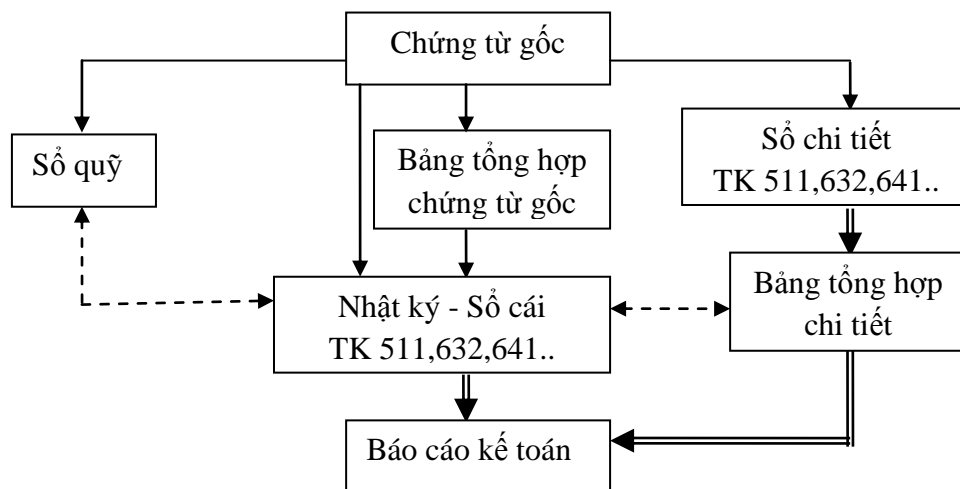 Chứng từ gốc
Sổ quỹ
Bảng tổng hợp
chứng từ gốc
Sổ chi tiết
TK 511,632,641..
Nhật ký - Sổ cái
TK 511,632,641..
Bảng tổng hợp
chi tiết
Báo cáo kế toán